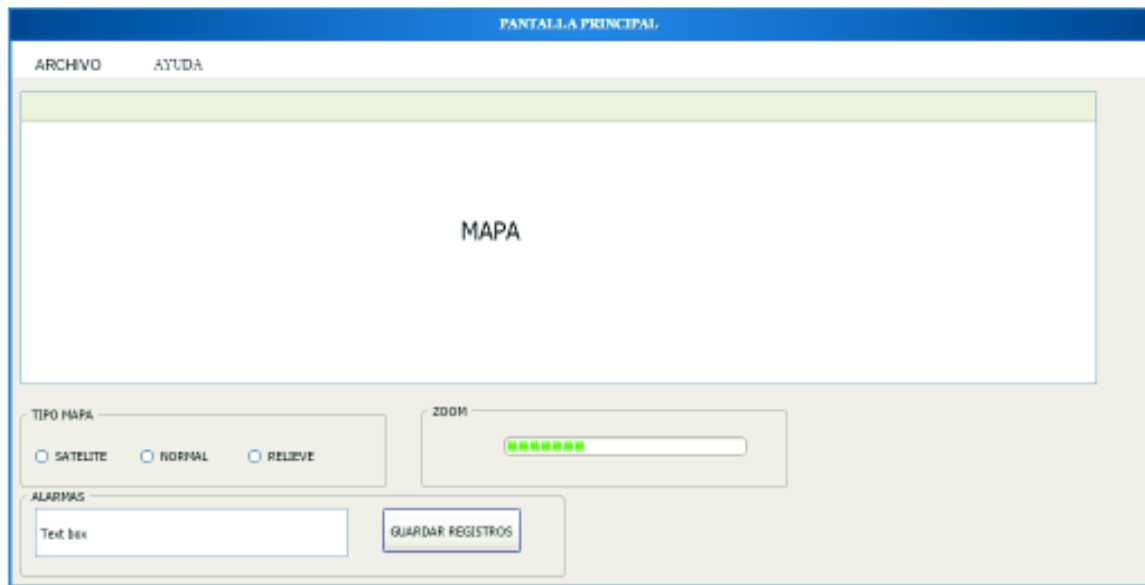 PANTALLA PRINCIPAL
ARCHIVO AYUDA
MAPA
TIPO MAPA
SATELITE NORMAL RELIEVE
ZOOM
ALARMAS
Text box
GUARDAR REGISTROS